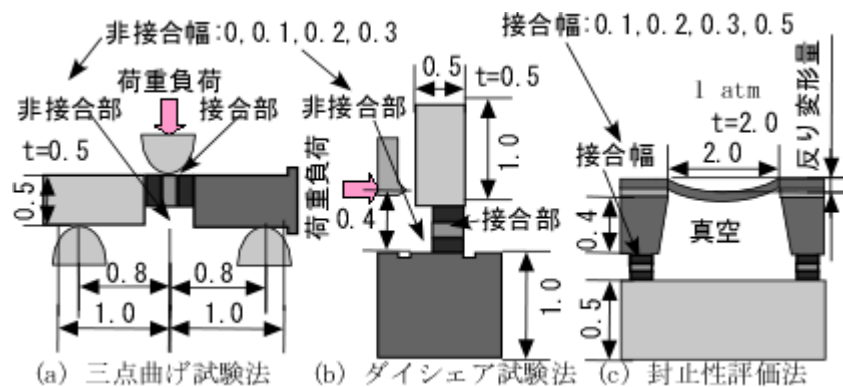 非接合幅:0,0.1,0.2,0.3
接合幅:0.1,0.2,0.3,0.5
荷重負荷
非接合部
接合部
t=0.5
0.5
0.8
0.8
1.0
1.0
(a) 三点曲げ試験法
0.5
t=0.5
非接合部
1.0
荷重負荷
0.4
接合部
1.0
(b) ダイシェア試験法
1 atm
t=2.0
2.0
反り変形量
接合幅
0.4
真空
0.5
(c) 封止性評価法